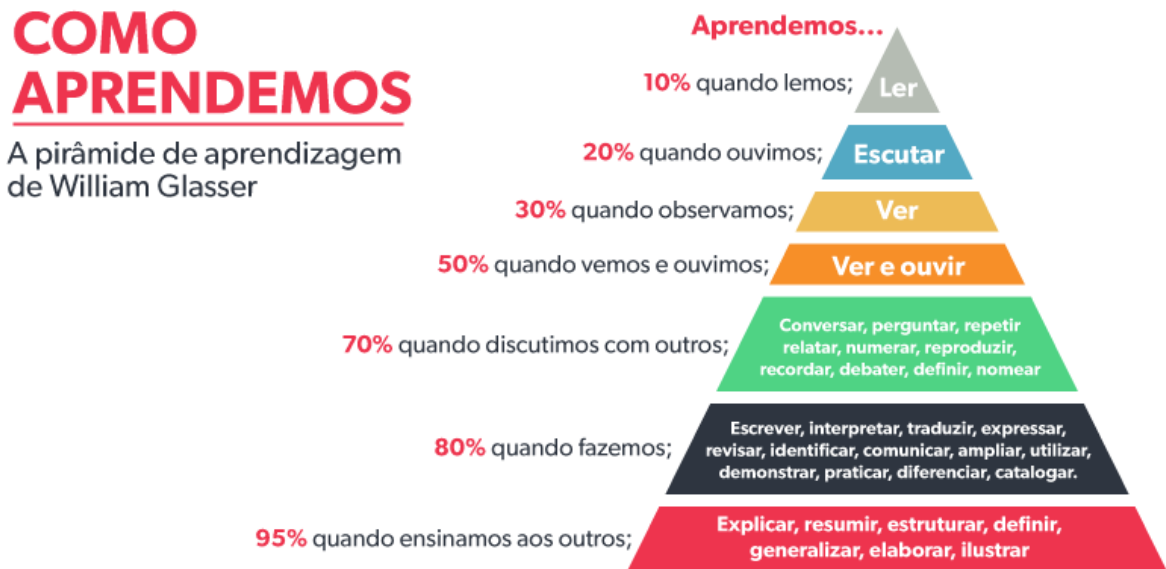 COMO
APRENDEMOS
A pirâmide de aprendizagem
de William Glasser
Aprendemos...
10% quando lemos;
Ler
20% quando ouvimos;
Escutar
30% quando observamos;
Ver
50% quando vemos e ouvimos;
Ver e ouvir
70% quando discutimos com outros;
Conversar, perguntar, repetir
relatar, numerar, reproduzir,
recordar, debater, definir, nomear
80% quando fazemos;
Escrever, interpretar, traduzir, expressar,
revisar, identificar, comunicar, ampliar, utilizar,
demonstrar, praticar, diferenciar, catalogar.
95% quando ensinamos aos outros;
Explicar, resumir, estruturar, definir,
generalizar, elaborar, ilustrar